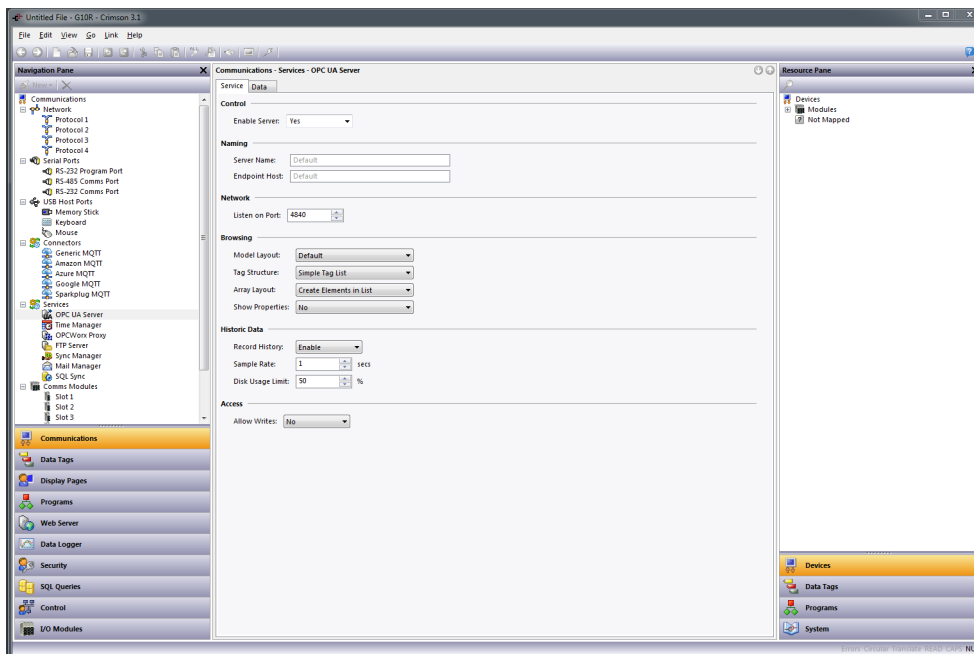 Untitled File - G10R - Crimson 3.1
File Edit View Go Link Help
Navigation Pane
New
Communications
Network
Protocol 1
Protocol 2
Protocol 3
Protocol 4
Serial Ports
RS-232 Program Port
RS-485 Comms Port
RS-232 Comms Port
USB Host Ports
Memory Stick
Keyboard
Mouse
Connectors
Generic MQTT
Amazon MQTT
Azure MQTT
Google MQTT
Sparkplug MQTT
Services
OPC UA Server
Time Manager
OPCWorx Proxy
FTP Server
Sync Manager
Mail Manager
SQL Sync
Comms Modules
Slot 1
Slot 2
Slot 3
Communications
Data Tags
Display Pages
Programs
Web Server
Data Logger
Security
SQL Queries
Control
I/O Modules
Communications - Services - OPC UA Server
Service Data
Control
Enable Server: Yes
Naming
Server Name: Default
Endpoint Host: Default
Network
Listen on Port: 4840
Browsing
Model Layout: Default
Tag Structure: Simple Tag List
Array Layout: Create Elements in List
Show Properties: No
Historic Data
Record History: Enable
Sample Rate: 1 secs
Disk Usage Limit: 50 %
Access
Allow Writes: No
Resource Pane
Devices
Modules
Not Mapped
Devices
Data Tags
Programs
System
Errors Circular Translate READ CAPS